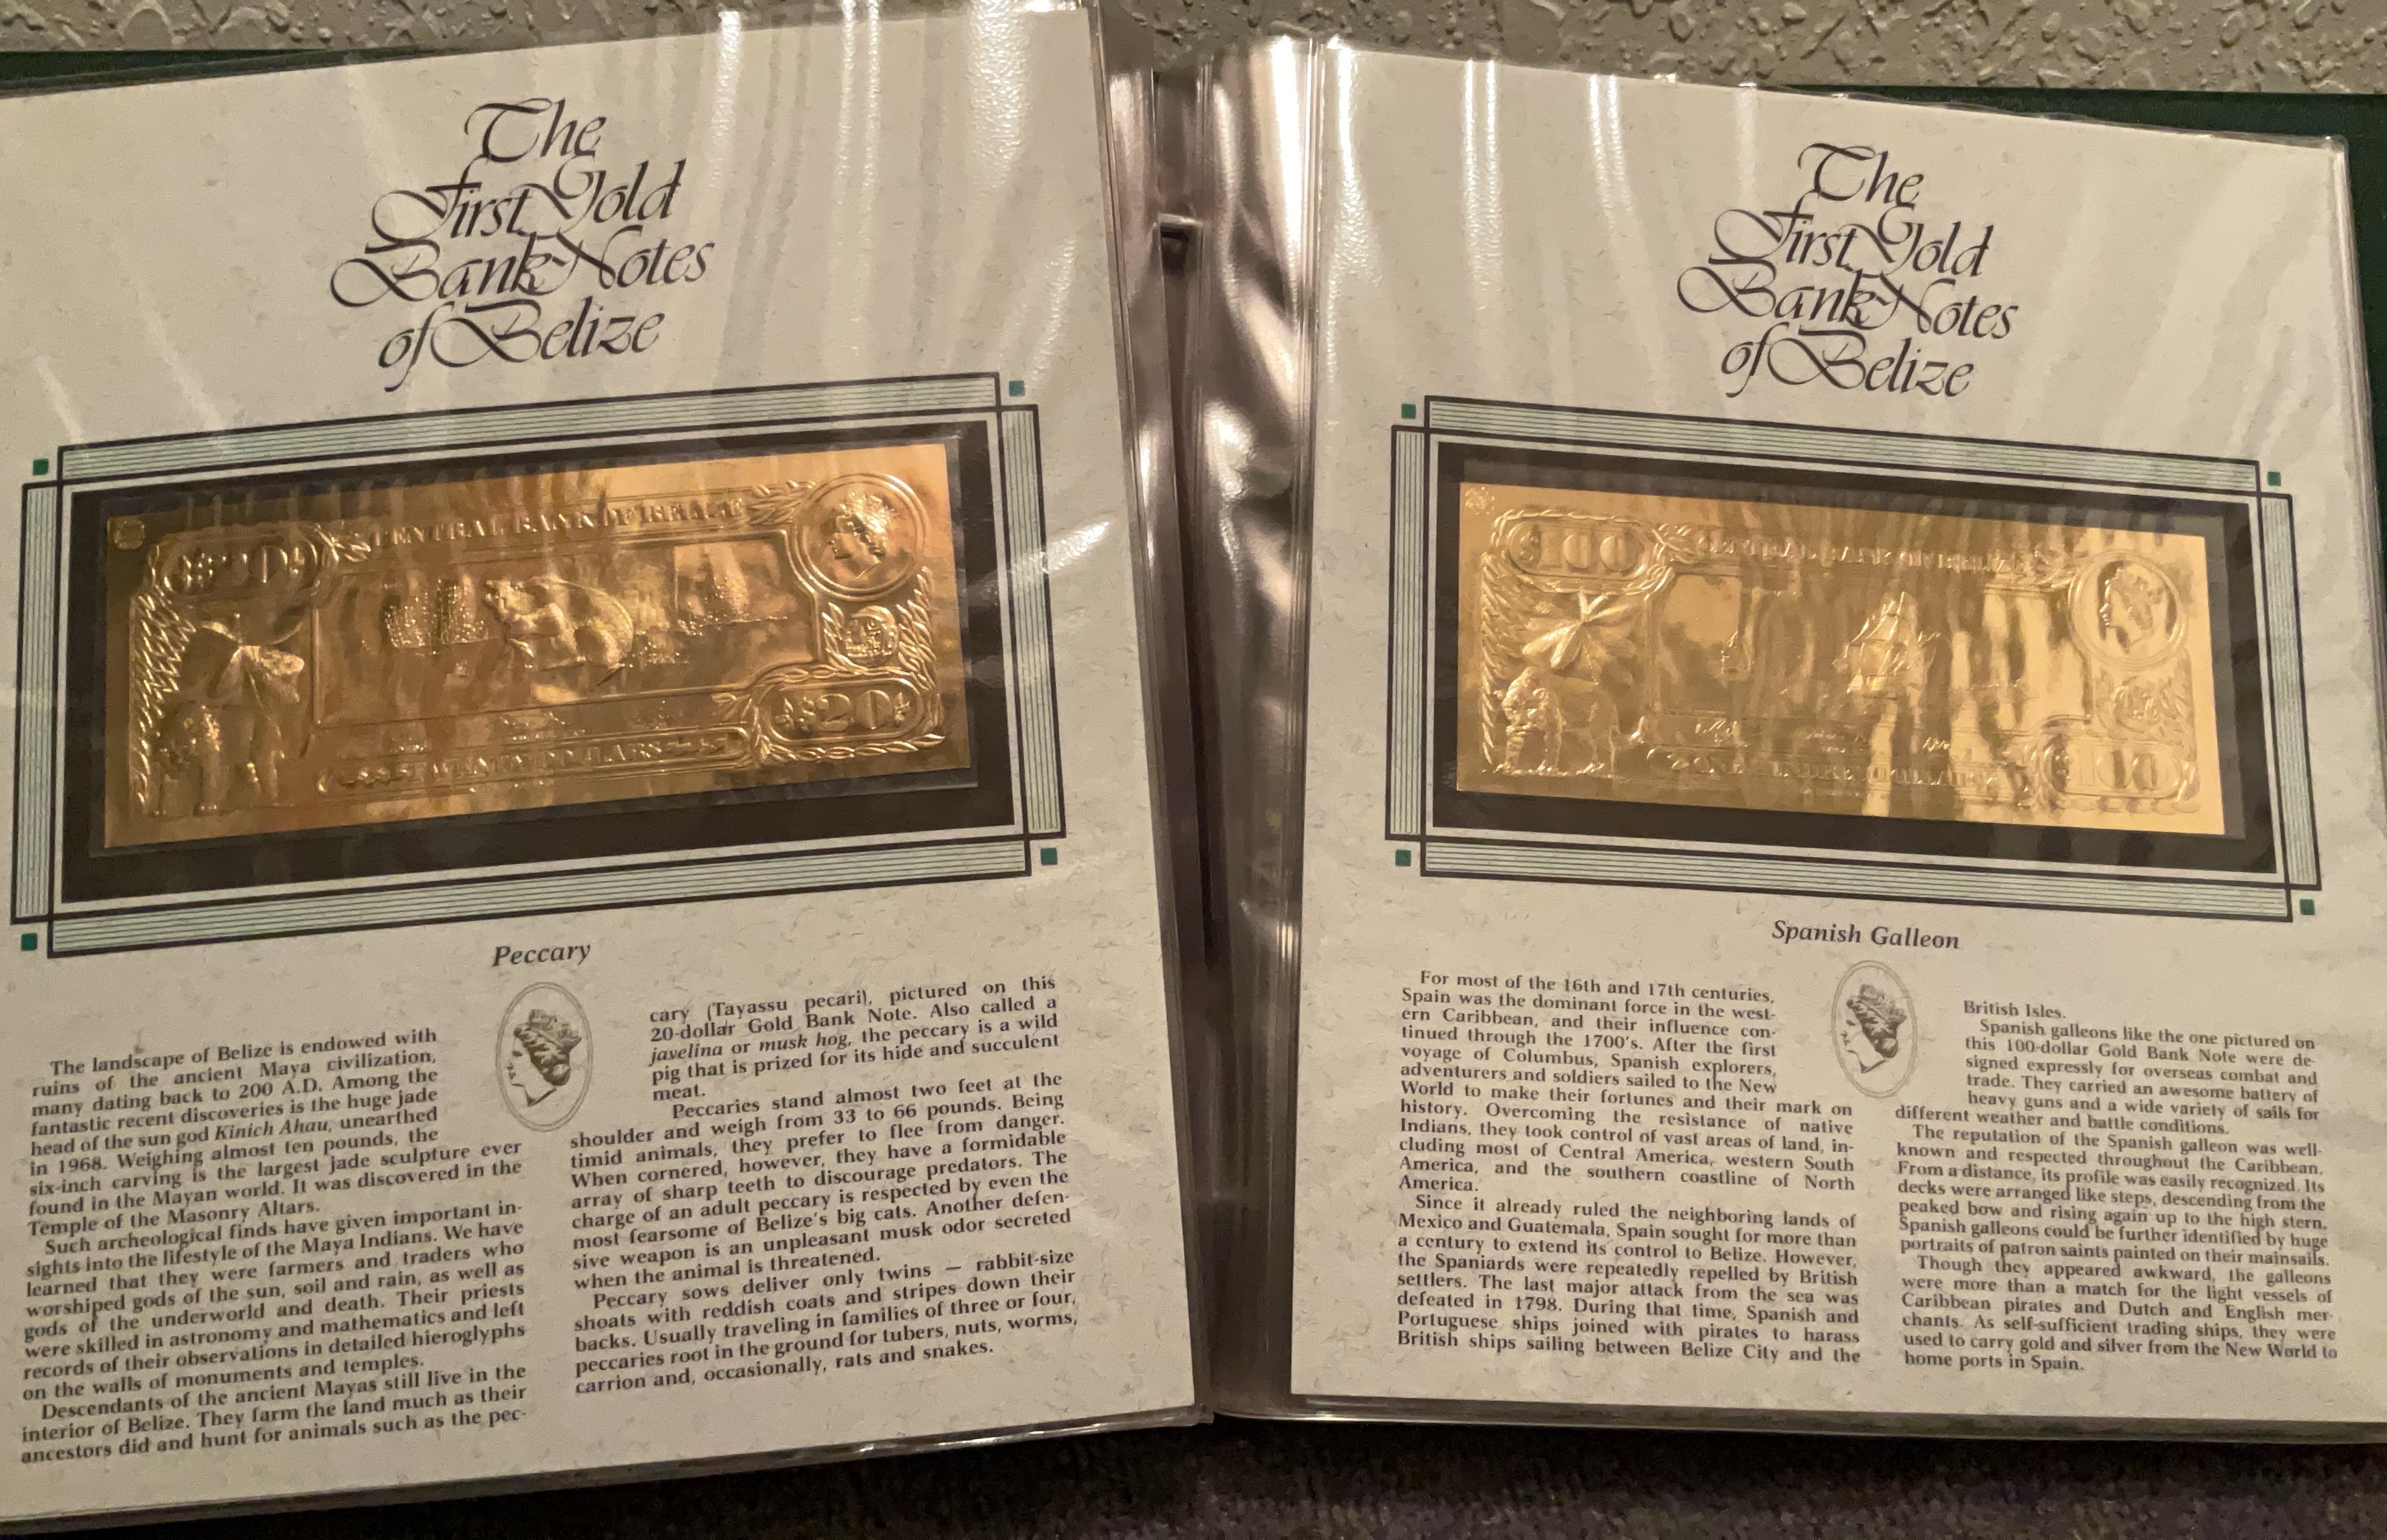 The
First Gold
Bank Notes
of Belize
$20
CENTRAL BANK OF BELIZE
$20
TWENTY DOLLARS
Peccary
The landscape of Belize is endowed with
ruins of the ancient Maya civilization,
many dating back to 200 A.D. Among the
fantastic recent discoveries is the huge jade
head of the sun god Kinich Ahau, unearthed
in 1968. Weighing almost ten pounds, the
six-inch carving is the largest jade sculpture ever
found in the Mayan world. It was discovered in the
Temple of the Masonry Altars.
Such archeological finds have given important in-
sights into the lifestyle of the Maya Indians. We have
learned that they were farmers and traders who
worshiped gods of the sun, soil and rain, as well as
gods of the underworld and death. Their priests
were skilled in astronomy and mathematics and left
records of their observations in detailed hieroglyphs
on the walls of monuments and temples.
Descendants of the ancient Mayas still live in the
interior of Belize. They farm the land much as their
ancestors did and hunt for animals such as the pec-
cary (Tayassu pecari), pictured on this
20-dollar Gold Bank Note. Also called a
javelina or musk hog, the peccary is a wild
pig that is prized for its hide and succulent
meat.
Peccaries stand almost two feet at the
shoulder and weigh from 33 to 66 pounds. Being
timid animals, they prefer to flee from danger.
When cornered, however, they have a formidable
array of sharp teeth to discourage predators. The
charge of an adult peccary is respected by even the
most fearsome of Belize's big cats. Another defen-
sive weapon is an unpleasant musk odor secreted
when the animal is threatened.
Peccary sows deliver only twins — rabbit-size
shoats with reddish coats and stripes down their
backs. Usually traveling in families of three or four,
peccaries root in the ground for tubers, nuts, worms,
carrion and, occasionally, rats and snakes.
The
First Gold
Bank Notes
of Belize
$100
CENTRAL BANK OF BELIZE
$100
ONE HUNDRED DOLLARS
Spanish Galleon
For most of the 16th and 17th centuries,
Spain was the dominant force in the west-
ern Caribbean, and their influence con-
tinued through the 1700's. After the first
voyage of Columbus, Spanish explorers,
adventurers and soldiers sailed to the New
World to make their fortunes and their mark on
history. Overcoming the resistance of native
Indians, they took control of vast areas of land, in-
cluding most of Central America, western South
America, and the southern coastline of North
America.
Since it already ruled the neighboring lands of
Mexico and Guatemala, Spain sought for more than
a century to extend its control to Belize. However,
the Spaniards were repeatedly repelled by British
settlers. The last major attack from the sea was
defeated in 1798. During that time, Spanish and
Portuguese ships joined with pirates to harass
British ships sailing between Belize City and the
British Isles.
Spanish galleons like the one pictured on
this 100-dollar Gold Bank Note were de-
signed expressly for overseas combat and
trade. They carried an awesome battery of
heavy guns and a wide variety of sails for
different weather and battle conditions.
The reputation of the Spanish galleon was well-
known and respected throughout the Caribbean.
From a distance, its profile was easily recognized. Its
decks were arranged like steps, descending from the
peaked bow and rising again up to the high stern.
Spanish galleons could be further identified by huge
portraits of patron saints painted on their mainsails.
Though they appeared awkward, the galleons
were more than a match for the light vessels of
Caribbean pirates and Dutch and English mer-
chants. As self-sufficient trading ships, they were
used to carry gold and silver from the New World to
home ports in Spain.